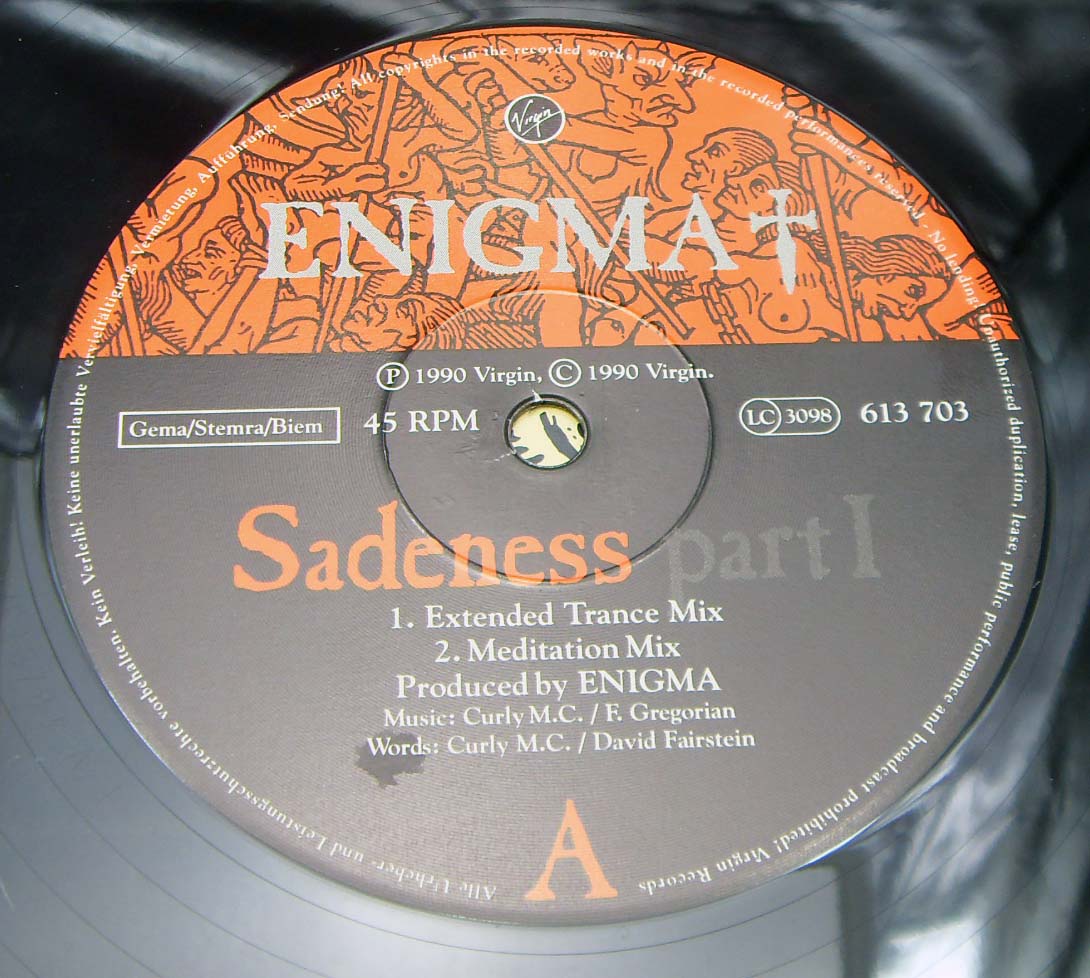 Alle Urheber- und Leistungsschutzrechte vorbehalten. Kein Verleih! Keine unerlaubte Vervielfältigung, Vermietung, Aufführung, Sendung! All copyrights in the recorded works and in the recorded performances reserved - No lending! Unauthorized duplication, lease, public performance and broadcast prohibited! Virgin Records
Virgin
ENIGMA
Ⓟ 1990 Virgin, © 1990 Virgin.
Gema/Stemra/Biem 45 RPM LC 3098 613 703
Sadeness part I
1. Extended Trance Mix
2. Meditation Mix
Produced by ENIGMA
Music: Curly M.C. / F. Gregorian
Words: Curly M.C. / David Fairstein
A